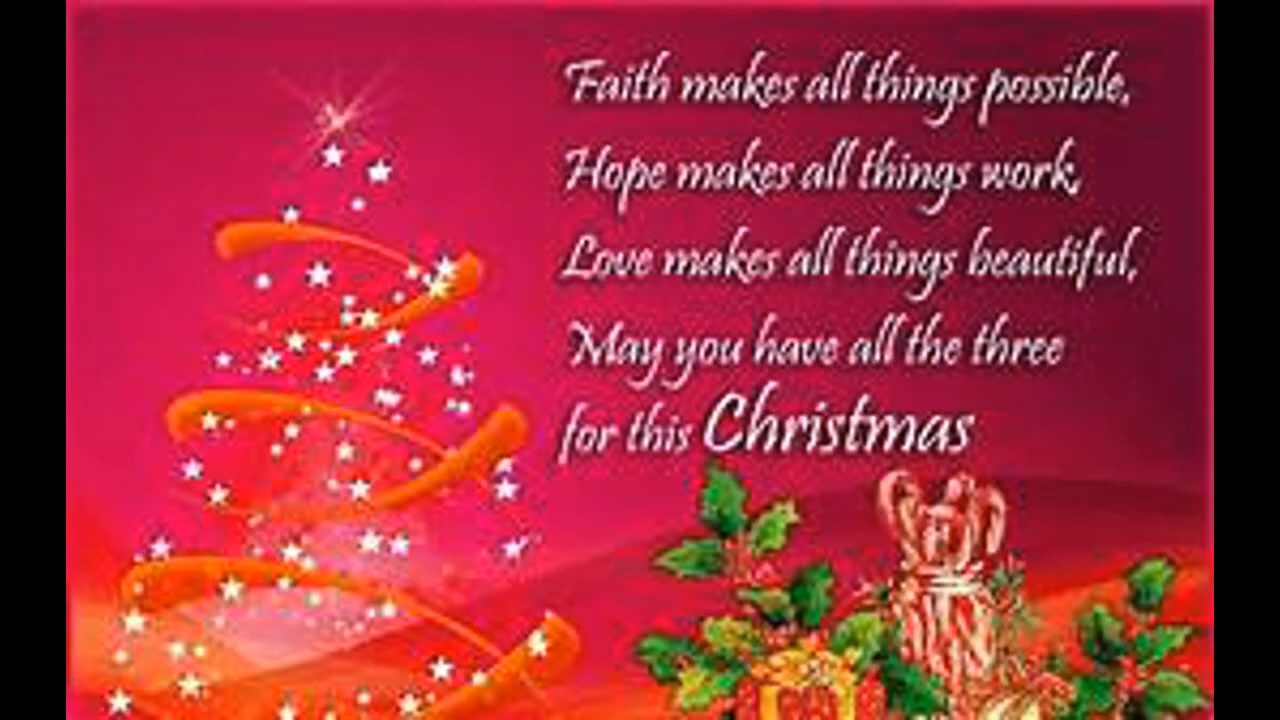 Faith makes all things possible,
Hope makes all things work,
Love makes all things beautiful,
May you have all the three
for this Christmas